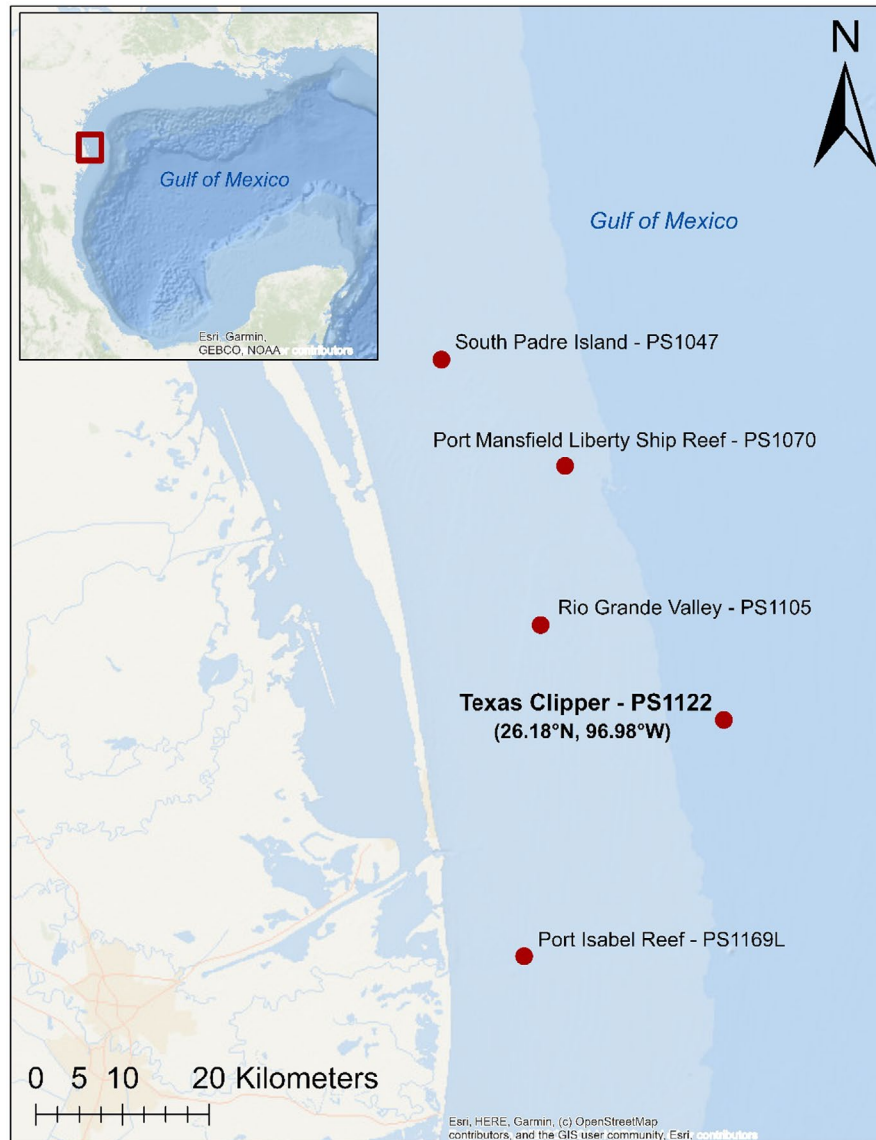 Gulf of Mexico
Esri, Garmin,
GEBCO, NOAA
contributors
N
Gulf of Mexico
South Padre Island - PS1047
Port Mansfield Liberty Ship Reef - PS1070
Rio Grande Valley - PS1105
Texas Clipper - PS1122
(26.18°N, 96.98°W)
Port Isabel Reef - PS1169L
0 5 10 20 Kilometers
Esri, HERE, Garmin, (c) OpenStreetMap
contributors, and the GIS user community, Esri, contributors